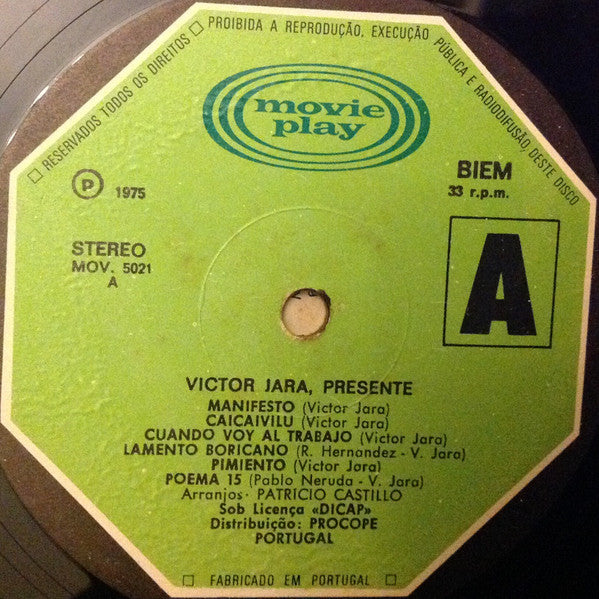 □ RESERVADOS TODOS OS DIREITOS □ PROIBIDA A REPRODUÇÃO, EXECUÇÃO PÚBLICA E RADIODIFUSÃO, DESTE DISCO
movie
play
P 1975
BIEM
33 r.p.m.
STEREO
MOV. 5021
A
A
VICTOR JARA, PRESENTE
MANIFESTO (Victor Jara)
CAICAIVILU (Victor Jara)
CUANDO VOY AL TRABAJO (Victor Jara)
LAMENTO BORICANO (R. Hernandez - V. Jara)
PIMIENTO (Victor Jara)
POEMA 15 (Pablo Neruda - V. Jara)
Arranjos - PATRICIO CASTILLO
Sob Licença «DICAP»
Distribuição: PROCOPE
PORTUGAL
□ FABRICADO EM PORTUGAL □